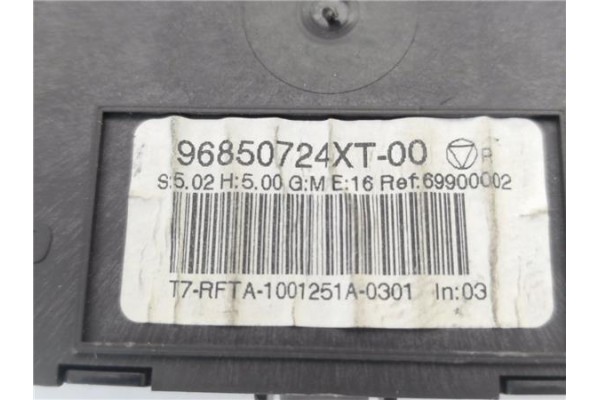 96850724XT-00 P
S:5.02 H:5.00 G:M E:16 Ref:69900002
T7-RFTA-1001251A-0301 In:03